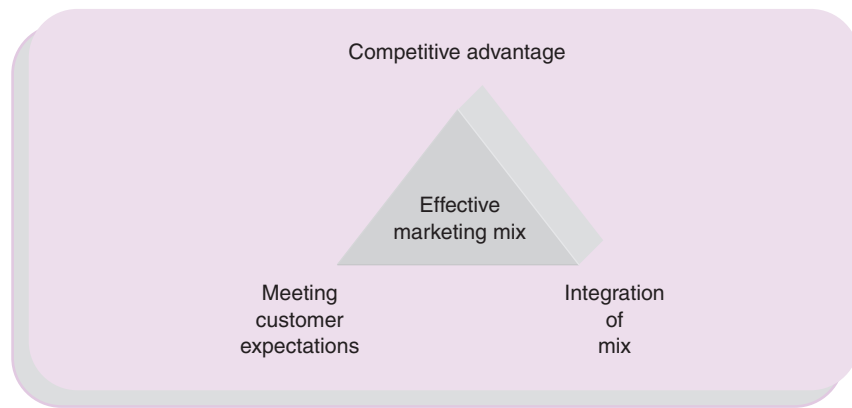 Competitive advantage
Effective
marketing mix
Meeting
customer
expectations
Integration
of
mix